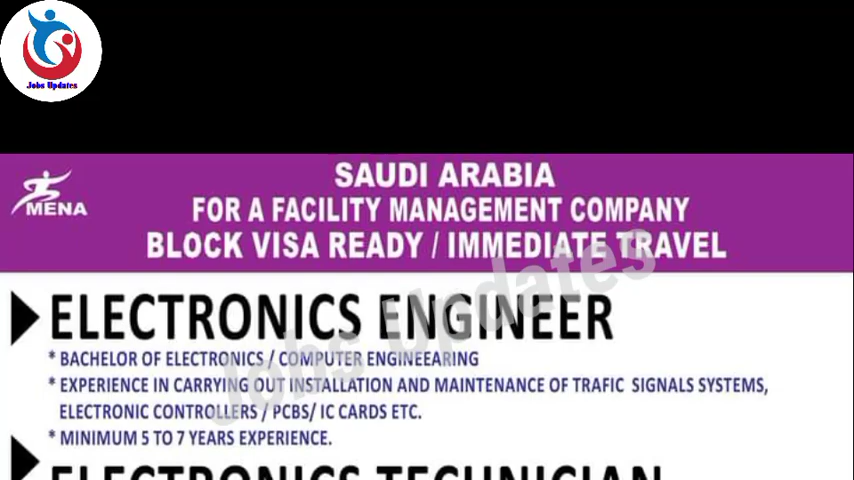 Jobs Updates
MENA
SAUDI ARABIA
FOR A FACILITY MANAGEMENT COMPANY
BLOCK VISA READY / IMMEDIATE TRAVEL
Jobs Updates
ELECTRONICS ENGINEER
* BACHELOR OF ELECTRONICS / COMPUTER ENGINEEARING
* EXPERIENCE IN CARRYING OUT INSTALLATION AND MAINTENANCE OF TRAFIC SIGNALS SYSTEMS,
ELECTRONIC CONTROLLERS / PCBS/ IC CARDS ETC.
* MINIMUM 5 TO 7 YEARS EXPERIENCE.
ELECTRONICS TECHNICIAN